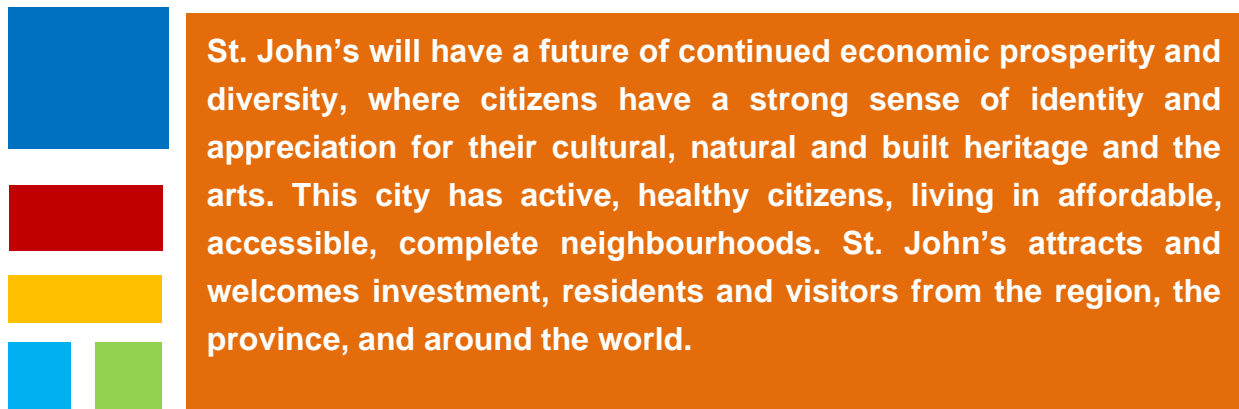 St. John’s will have a future of continued economic prosperity and
diversity, where citizens have a strong sense of identity and
appreciation for their cultural, natural and built heritage and the
arts. This city has active, healthy citizens, living in affordable,
accessible, complete neighbourhoods. St. John’s attracts and
welcomes investment, residents and visitors from the region, the
province, and around the world.